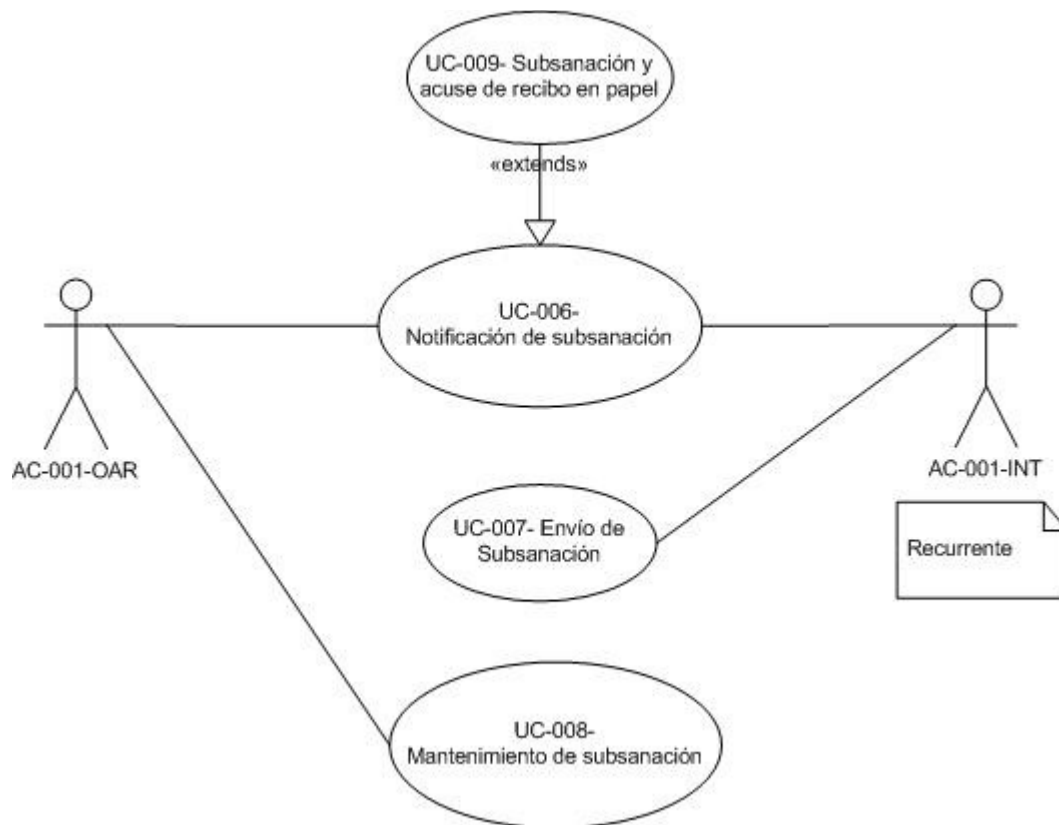 UC-009- Subsanación y
acuse de recibo en papel
«extends»
UC-006-
Notificación de subsanación
AC-001-OAR
AC-001-INT
UC-007- Envío de
Subsanación
Recurrente
UC-008-
Mantenimiento de subsanación